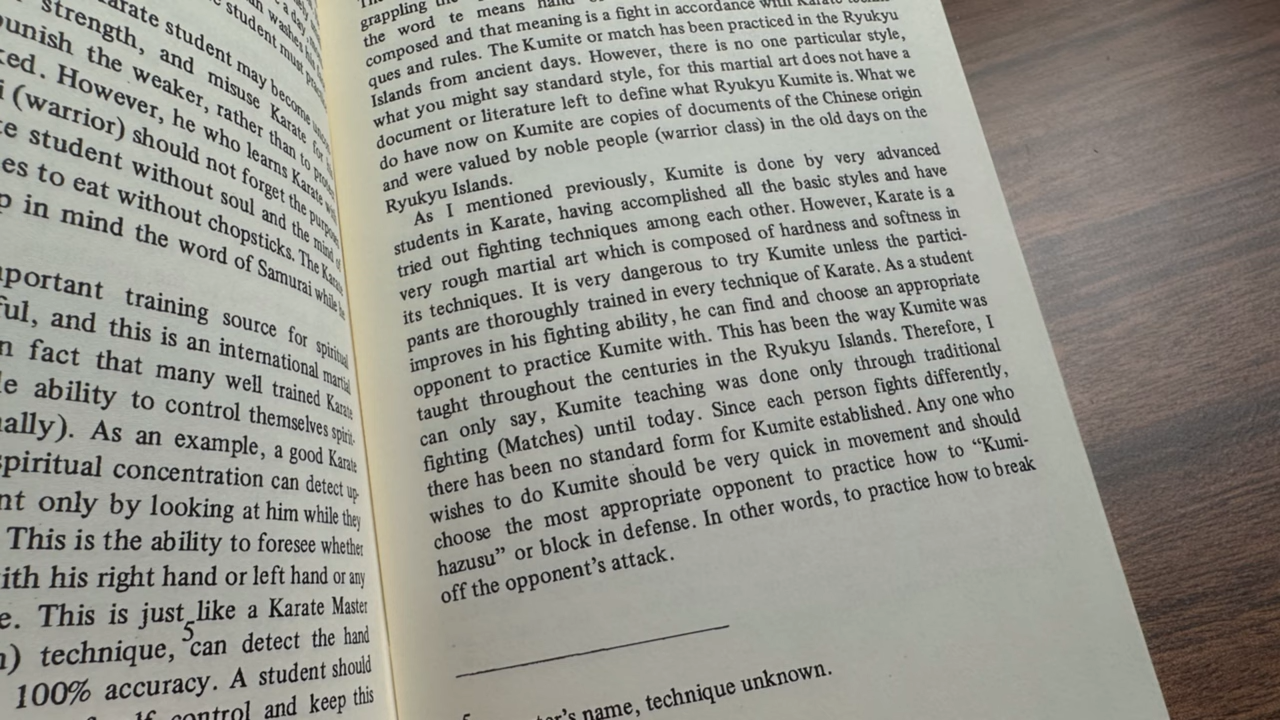 karate student may become
strength, and misuse Karate for
punish the weaker, rather than to
However, he who learns Karate
(warrior) should not forget the
student without soul and the mind of
to eat without chopsticks. The Karate
in mind the word of Samurai while he
training source for spiritual
and this is an international martial
fact that many well trained Karate
ability to control themselves spirit-
As an example, a good Karate
spiritual concentration can detect up-
only by looking at him while they
This is the ability to foresee whether
his right hand or left hand or any
This is just like a Karate Master
technique, 5 can detect the hand
100% accuracy. A student should
control and keep this
grappling
the word te means hand
composed and that meaning is a fight in accordance with Karate
ques and rules. The Kumite or match has been practiced in the Ryukyu
Islands from ancient days. However, there is no one particular style,
what you might say standard style, for this martial art does not have a
document or literature left to define what Ryukyu Kumite is. What we
do have now on Kumite are copies of documents of the Chinese origin
and were valued by noble people (warrior class) in the old days on the
Ryukyu Islands.
As I mentioned previously, Kumite is done by very advanced
students in Karate, having accomplished all the basic styles and have
tried out fighting techniques among each other. However, Karate is a
very rough martial art which is composed of hardness and softness in
its techniques. It is very dangerous to try Kumite unless the partici-
pants are thoroughly trained in every technique of Karate. As a student
improves in his fighting ability, he can find and choose an appropriate
opponent to practice Kumite with. This has been the way Kumite was
taught throughout the centuries in the Ryukyu Islands. Therefore, I
can only say, Kumite teaching was done only through traditional
fighting (Matches) until today. Since each person fights differently,
there has been no standard form for Kumite established. Any one who
wishes to do Kumite should be very quick in movement and should
choose the most appropriate opponent to practice how to “Kumi-
hazusu” or block in defense. In other words, to practice how to break
off the opponent’s attack.
name, technique unknown.